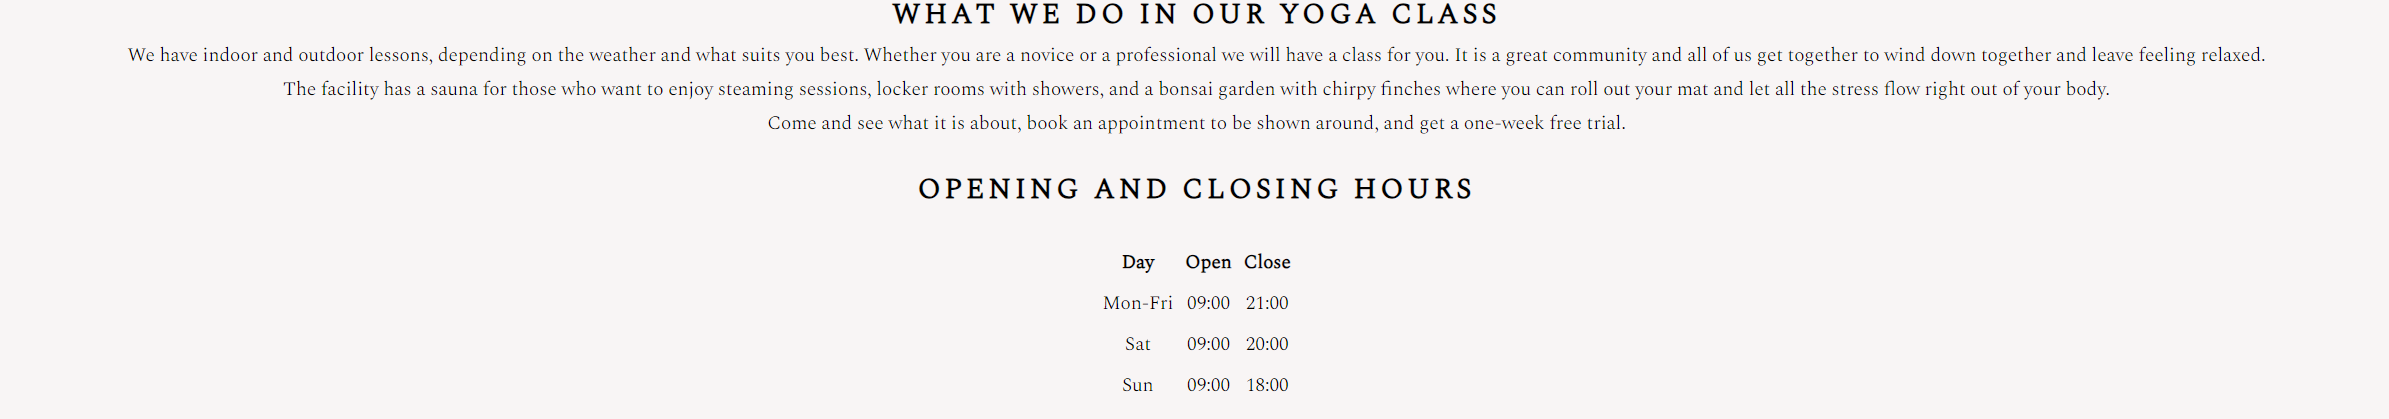 WHAT WE DO IN OUR YOGA CLASS
We have indoor and outdoor lessons, depending on the weather and what suits you best. Whether you are a novice or a professional we will have a class for you. It is a great community and all of us get together to wind down together and leave feeling relaxed.
The facility has a sauna for those who want to enjoy steaming sessions, locker rooms with showers, and a bonsai garden with chirpy finches where you can roll out your mat and let all the stress flow right out of your body.
Come and see what it is about, book an appointment to be shown around, and get a one-week free trial.
OPENING AND CLOSING HOURS
Day Open Close
Mon-Fri 09:00 21:00
Sat 09:00 20:00
Sun 09:00 18:00